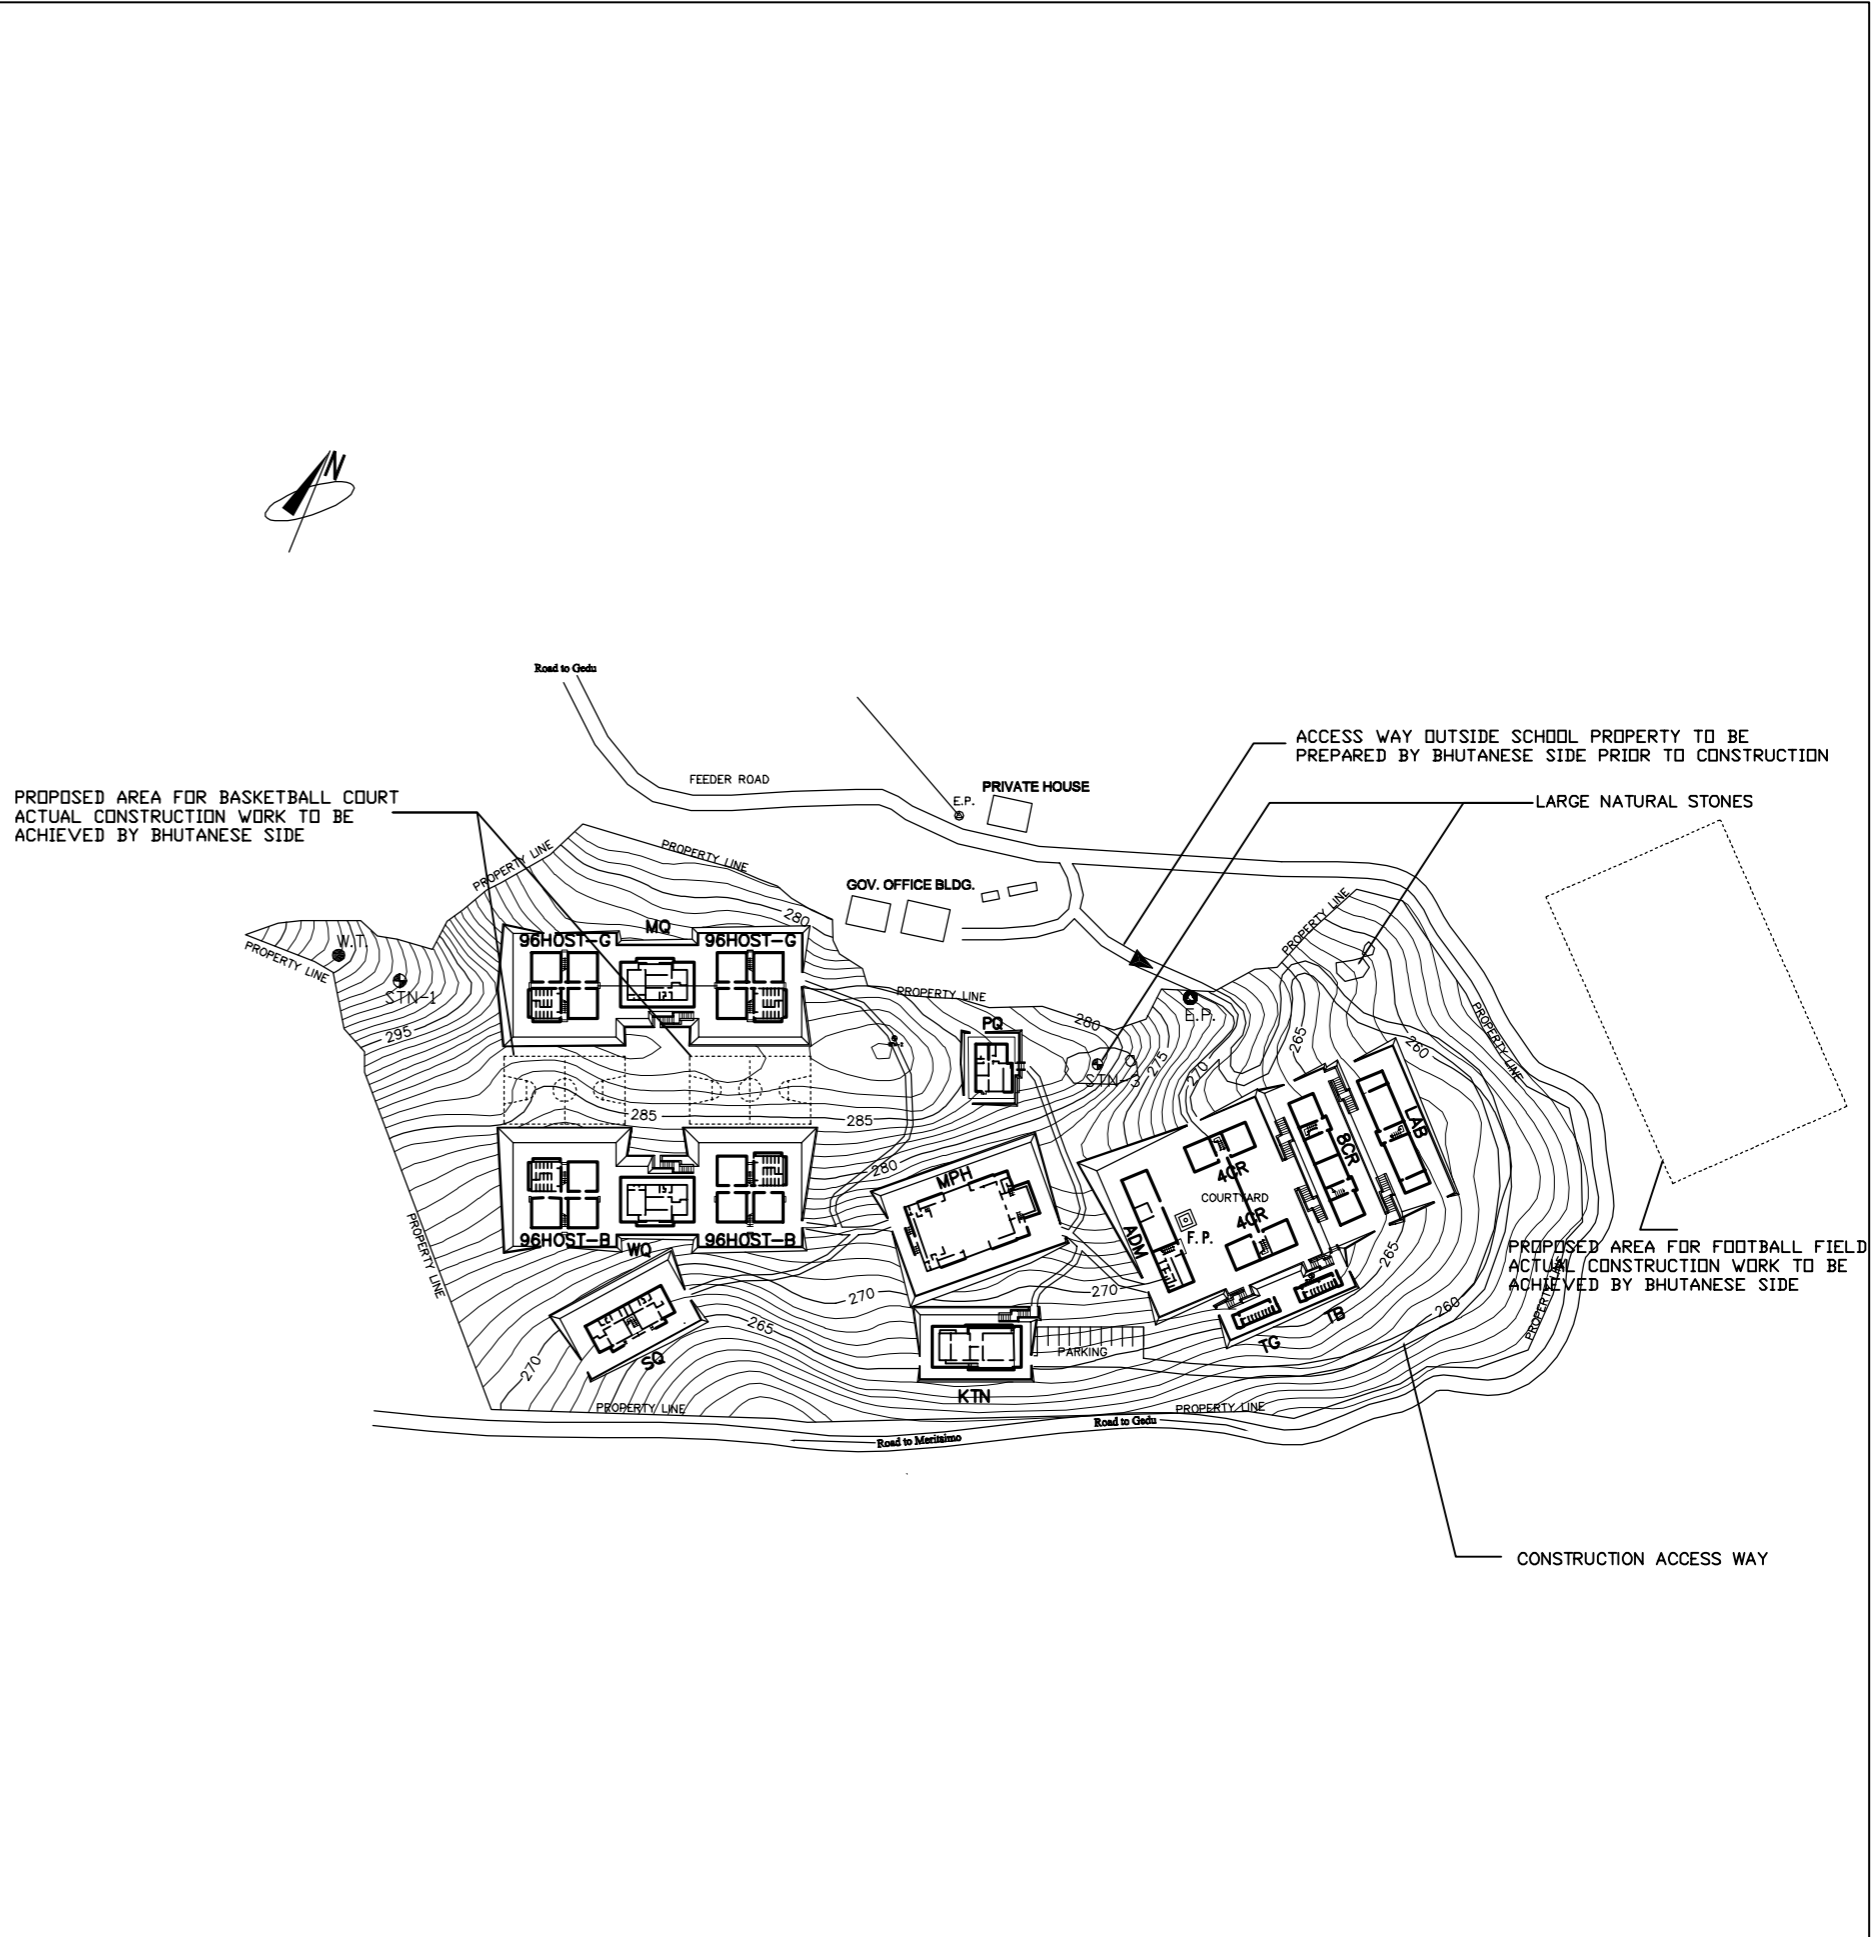 N
Road to Gedu
ACCESS WAY OUTSIDE SCHOOL PROPERTY TO BE
PREPARED BY BHUTANESE SIDE PRIOR TO CONSTRUCTION
FEEDER ROAD
PRIVATE HOUSE
E.P.
LARGE NATURAL STONES
PROPOSED AREA FOR BASKETBALL COURT
ACTUAL CONSTRUCTION WORK TO BE
ACHIEVED BY BHUTANESE SIDE
PROPERTY LINE
PROPERTY LINE
GOV. OFFICE BLDG.
280
PROPERTY LINE
MQ
96HOST-G
96HOST-G
W.T.
PROPERTY LINE
STN-1
PROPERTY LINE
E.P.
295
PQ
280
265
260
PROPERTY LINE
275
270
STN-3
285
285
LAB
8CR
280
MPH
4CR
COURTYARD
4CR
F.P.
ADM
PROPERTY LINE
96HOST-B
WQ
96HOST-B
265
PROPOSED AREA FOR FOOTBALL FIELD
ACTUAL CONSTRUCTION WORK TO BE
ACHIEVED BY BHUTANESE SIDE
PROPERTY LINE
270
270
260
265
TB
TG
PARKING
SQ
270
KTN
PROPERTY LINE
PROPERTY LINE
Road to Gedu
Road to Meritsimo
CONSTRUCTION ACCESS WAY